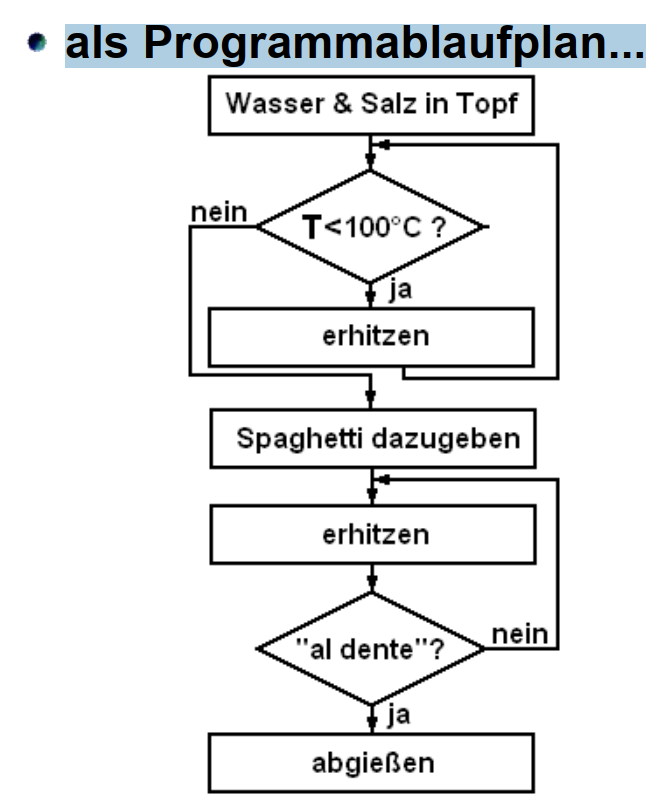 als Programmablaufplan...
Wasser & Salz in Topf
nein
T<100°C ?
ja
erhitzen
Spaghetti dazugeben
erhitzen
"al dente"?
nein
ja
abgießen